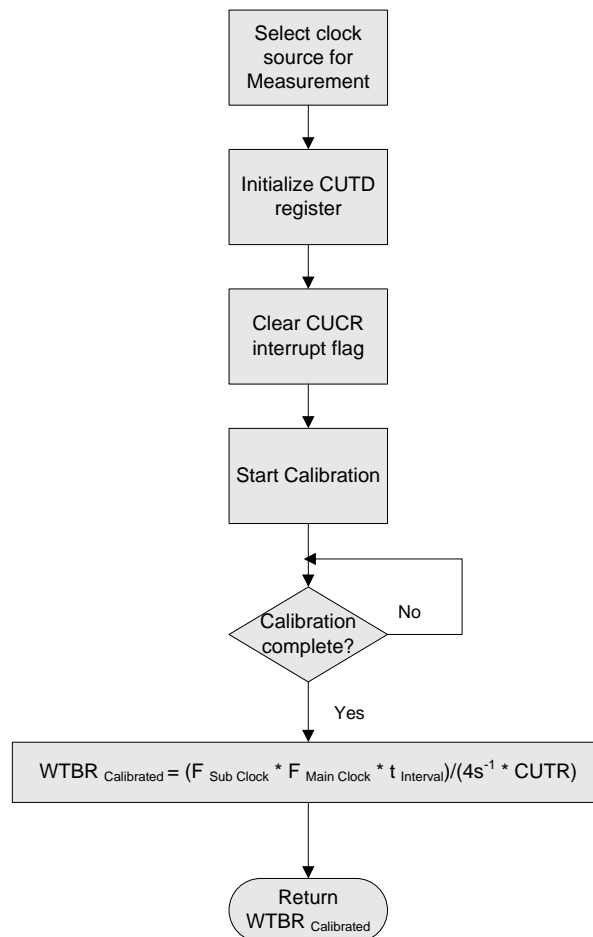 Select clock
source for
Measurement
Initialize CUTD
register
Clear CUCR
interrupt flag
Start Calibration
Calibration
complete?
No
Yes
WTBR Calibrated = (F Sub Clock * F Main Clock * t Interval)/(4s⁻¹ * CUTR)
Return
WTBR Calibrated